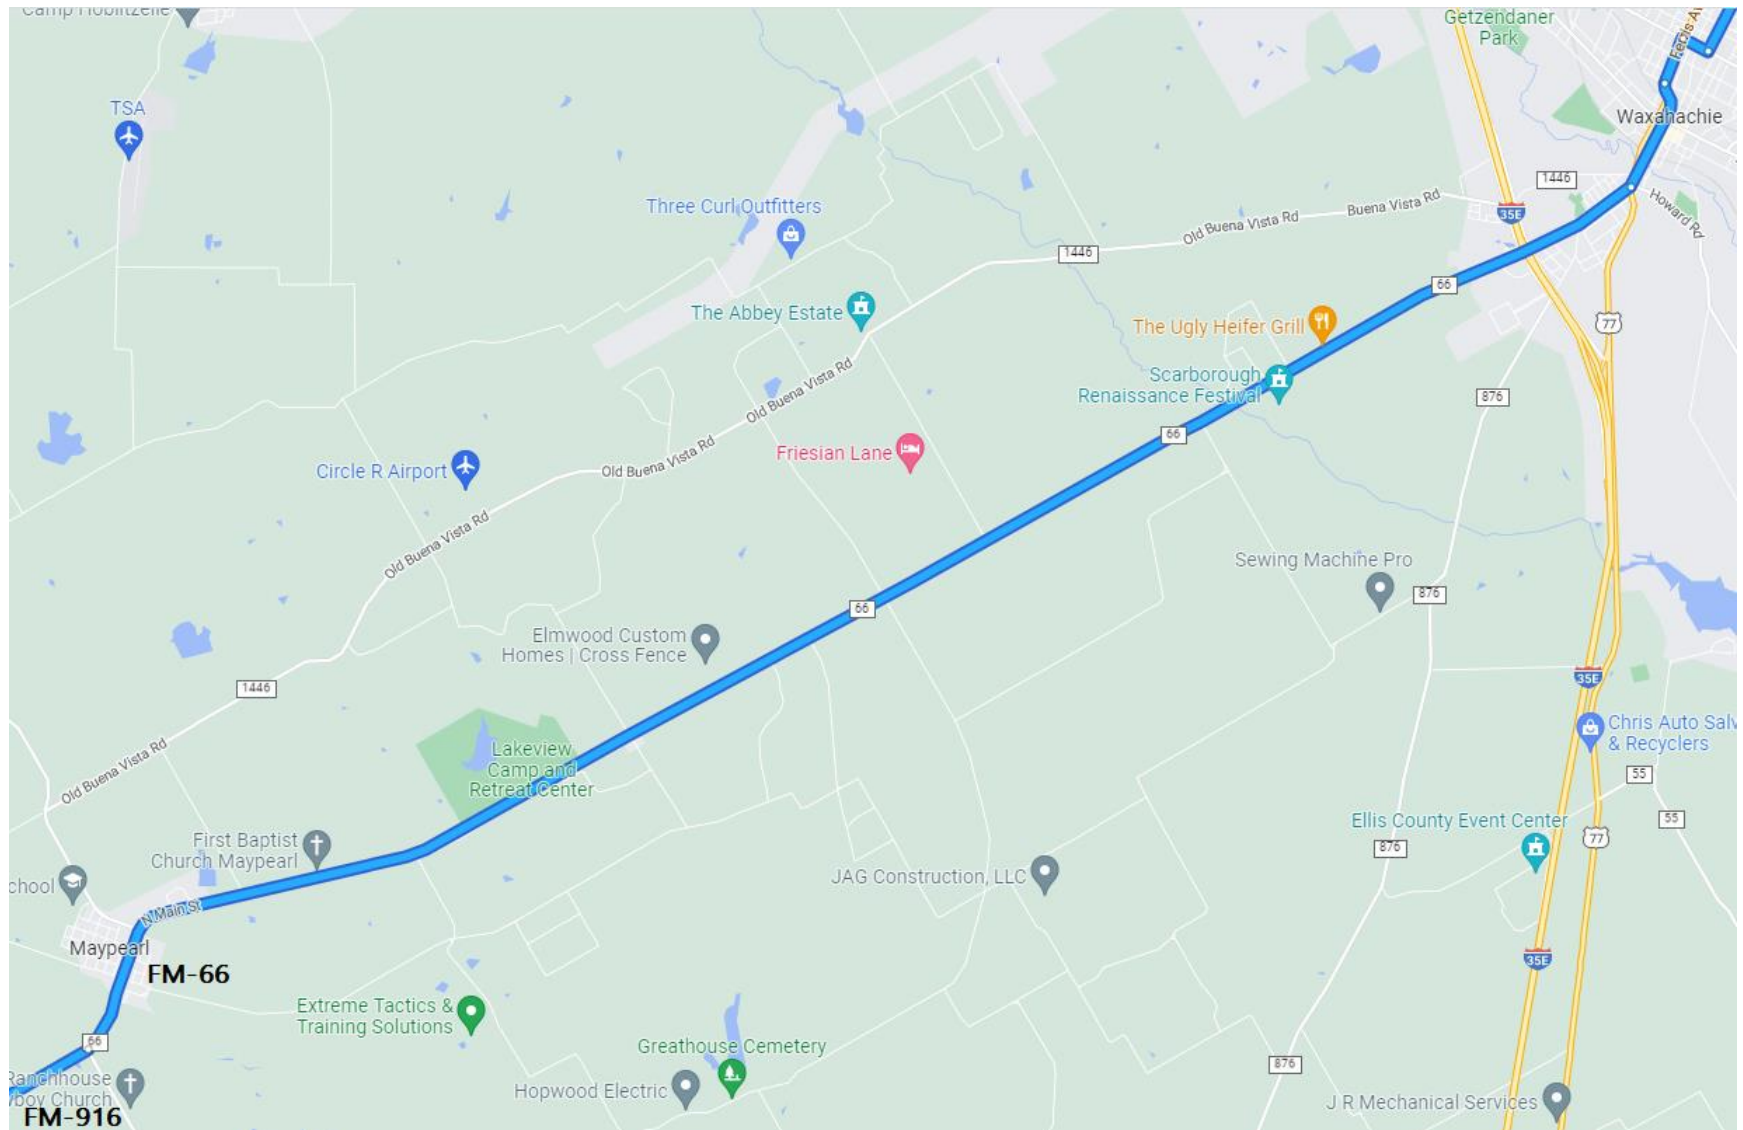 Camp Hoblitzelle
Getzendaner
Park
Ferris Av
TSA
Waxahachie
1446
Three Curl Outfitters
Buena Vista Rd
Howard Rd
35E
Old Buena Vista Rd
1446
66
The Abbey Estate
The Ugly Heifer Grill
77
Scarborough
Renaissance Festival
Old Buena Vista Rd
876
66
Friesian Lane
Old Buena Vista Rd
Circle R Airport
Old Buena Vista Rd
Sewing Machine Pro
876
66
Elmwood Custom
Homes | Cross Fence
35E
1446
Chris Auto Salv
& Recyclers
Old Buena Vista Rd
Lakeview
Camp and
Retreat Center
55
55
Ellis County Event Center
77
First Baptist
Church Maypearl
876
JAG Construction, LLC
chool
N Main St
Maypearl
FM-66
35E
Extreme Tactics &
Training Solutions
66
Greathouse Cemetery
876
Ranchhouse
wboy Church
Hopwood Electric
J R Mechanical Services
FM-916